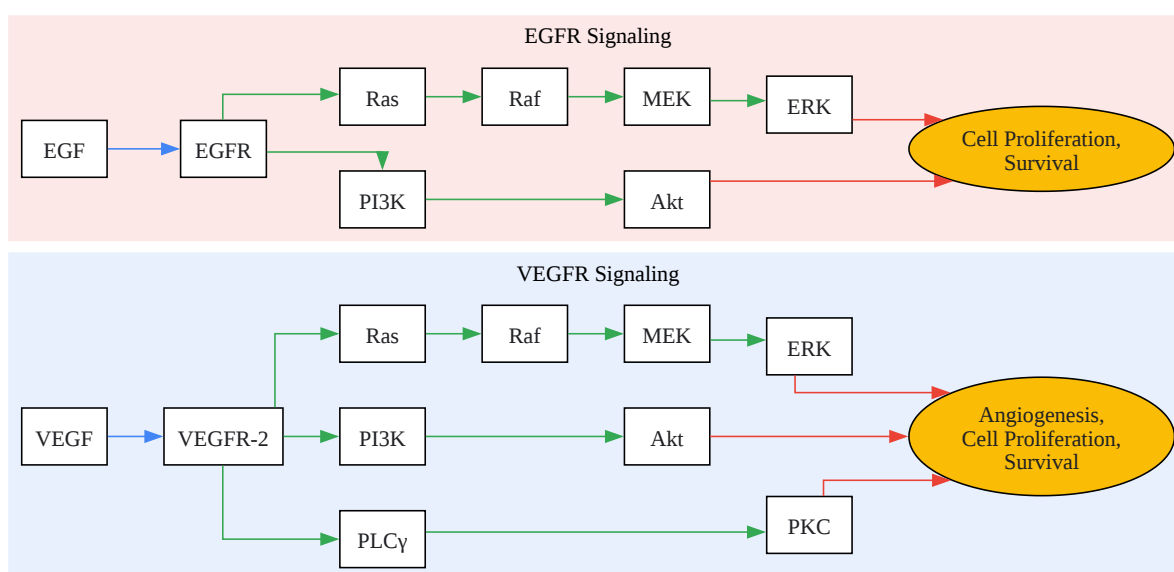 EGFR Signaling
Ras
Raf
MEK
ERK
EGF
EGFR
Cell Proliferation,
Survival
PI3K
Akt
VEGFR Signaling
Ras
Raf
MEK
ERK
VEGF
VEGFR-2
PI3K
Akt
Angiogenesis,
Cell Proliferation,
Survival
PLCγ
PKC